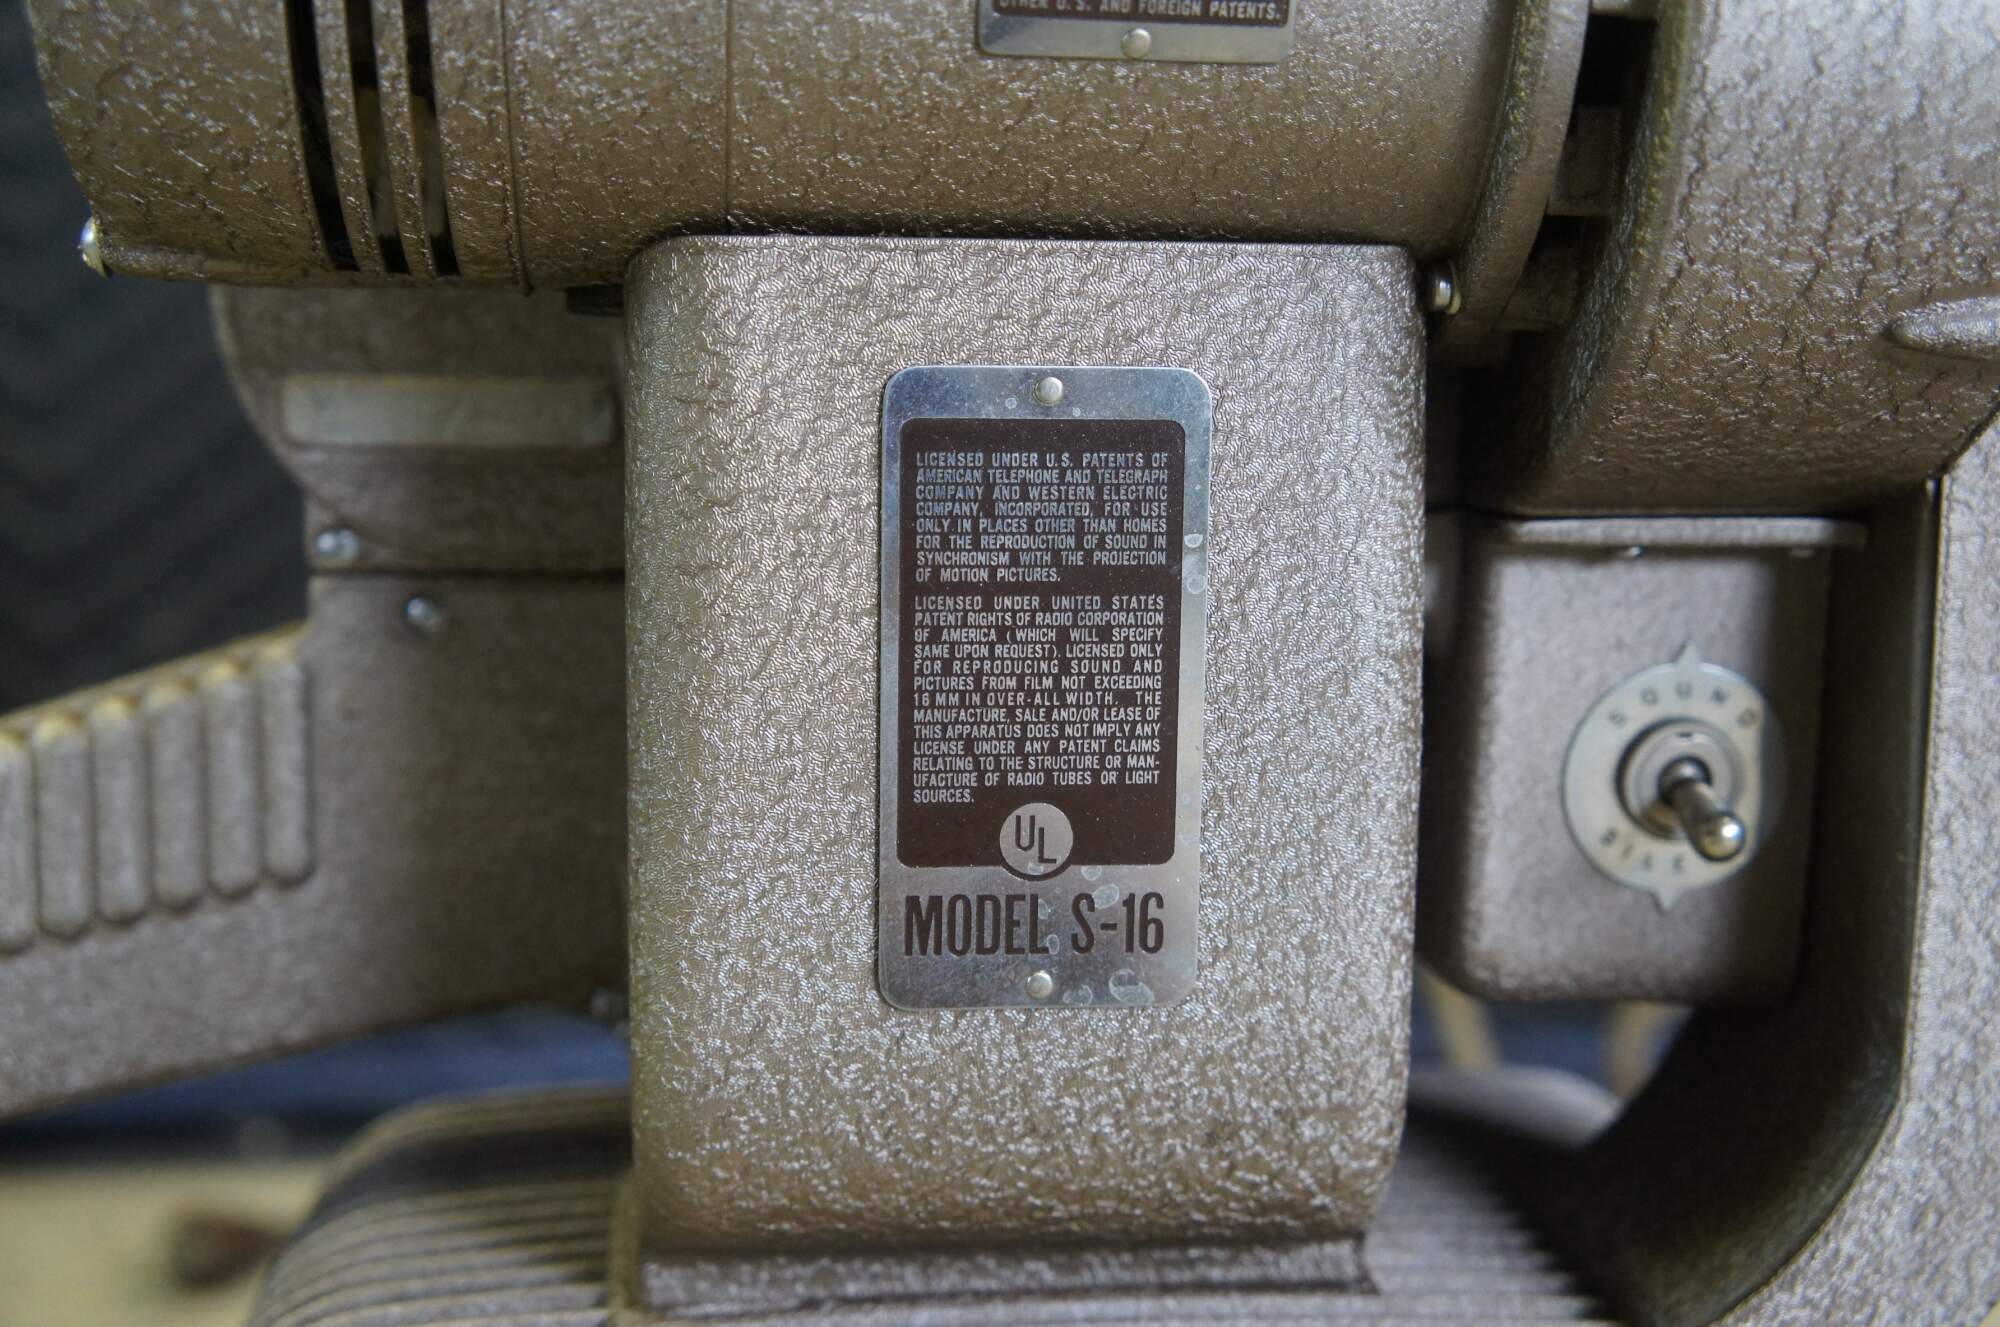 OTHER U.S. AND FOREIGN PATENTS.
LICENSED UNDER U.S. PATENTS OF
AMERICAN TELEPHONE AND TELEGRAPH
COMPANY AND WESTERN ELECTRIC
COMPANY, INCORPORATED, FOR USE
ONLY IN PLACES OTHER THAN HOMES
FOR THE REPRODUCTION OF SOUND IN
SYNCHRONISM WITH THE PROJECTION
OF MOTION PICTURES.
LICENSED UNDER UNITED STATES
PATENT RIGHTS OF RADIO CORPORATION
OF AMERICA (WHICH WILL SPECIFY
SAME UPON REQUEST). LICENSED ONLY
FOR REPRODUCING SOUND AND
PICTURES FROM FILM NOT EXCEEDING
16 MM IN OVER-ALL WIDTH. THE
MANUFACTURE, SALE AND/OR LEASE OF
THIS APPARATUS DOES NOT IMPLY ANY
LICENSE UNDER ANY PATENT CLAIMS
RELATING TO THE STRUCTURE OR MAN-
UFACTURE OF RADIO TUBES OR LIGHT
SOURCES.
UL
MODEL S-16
SOUND